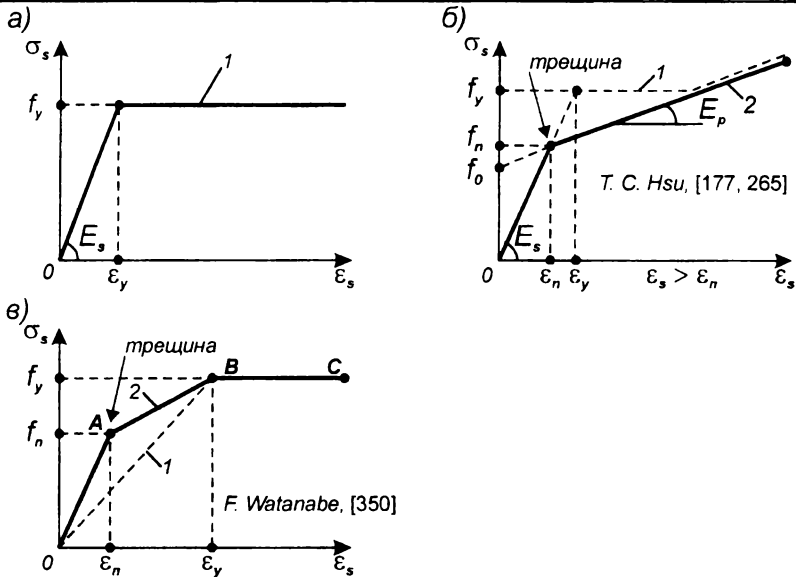 а)
σs
1
fy
Es
0
εy
εs
б)
σs
трещина
1
fy
2
Ep
fn
f0
T. C. Hsu, [177, 265]
Es
0
εn
εy
εs > εn
εs
в)
σs
трещина
B
C
fy
2
A
fn
1
F. Watanabe, [350]
0
εn
εy
εs